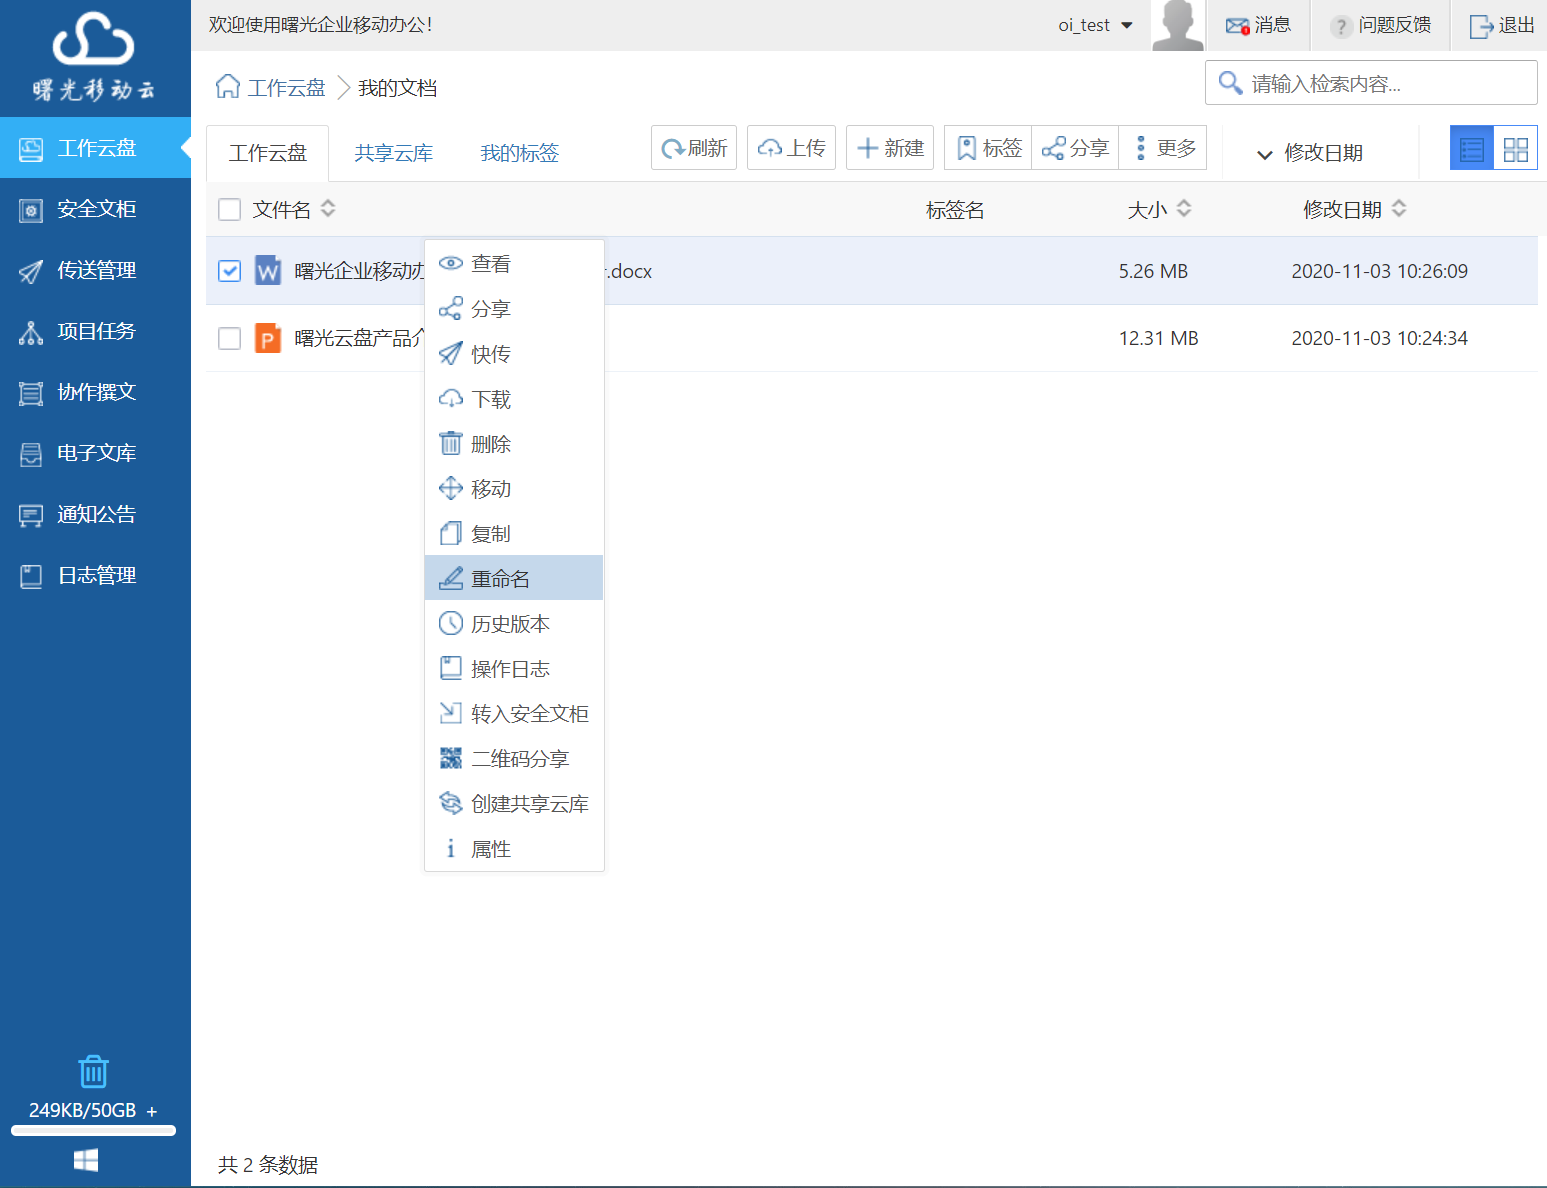 欢迎使用曙光企业移动办公！
oi_test
消息
问题反馈
退出
曙光移动云
工作云盘
我的文档
请输入检索内容...
工作云盘
安全文柜
传送管理
项目任务
协作撰文
电子文库
通知公告
日志管理
工作云盘
共享云库
我的标签
刷新
上传
新建
标签
分享
更多
修改日期
文件名
标签名
大小
修改日期
曙光企业移动办
.docx
5.26 MB
2020-11-03 10:26:09
曙光云盘产品介
12.31 MB
2020-11-03 10:24:34
查看
分享
快传
下载
删除
移动
复制
重命名
历史版本
操作日志
转入安全文柜
二维码分享
创建共享云库
属性
249KB/50GB +
共 2 条数据